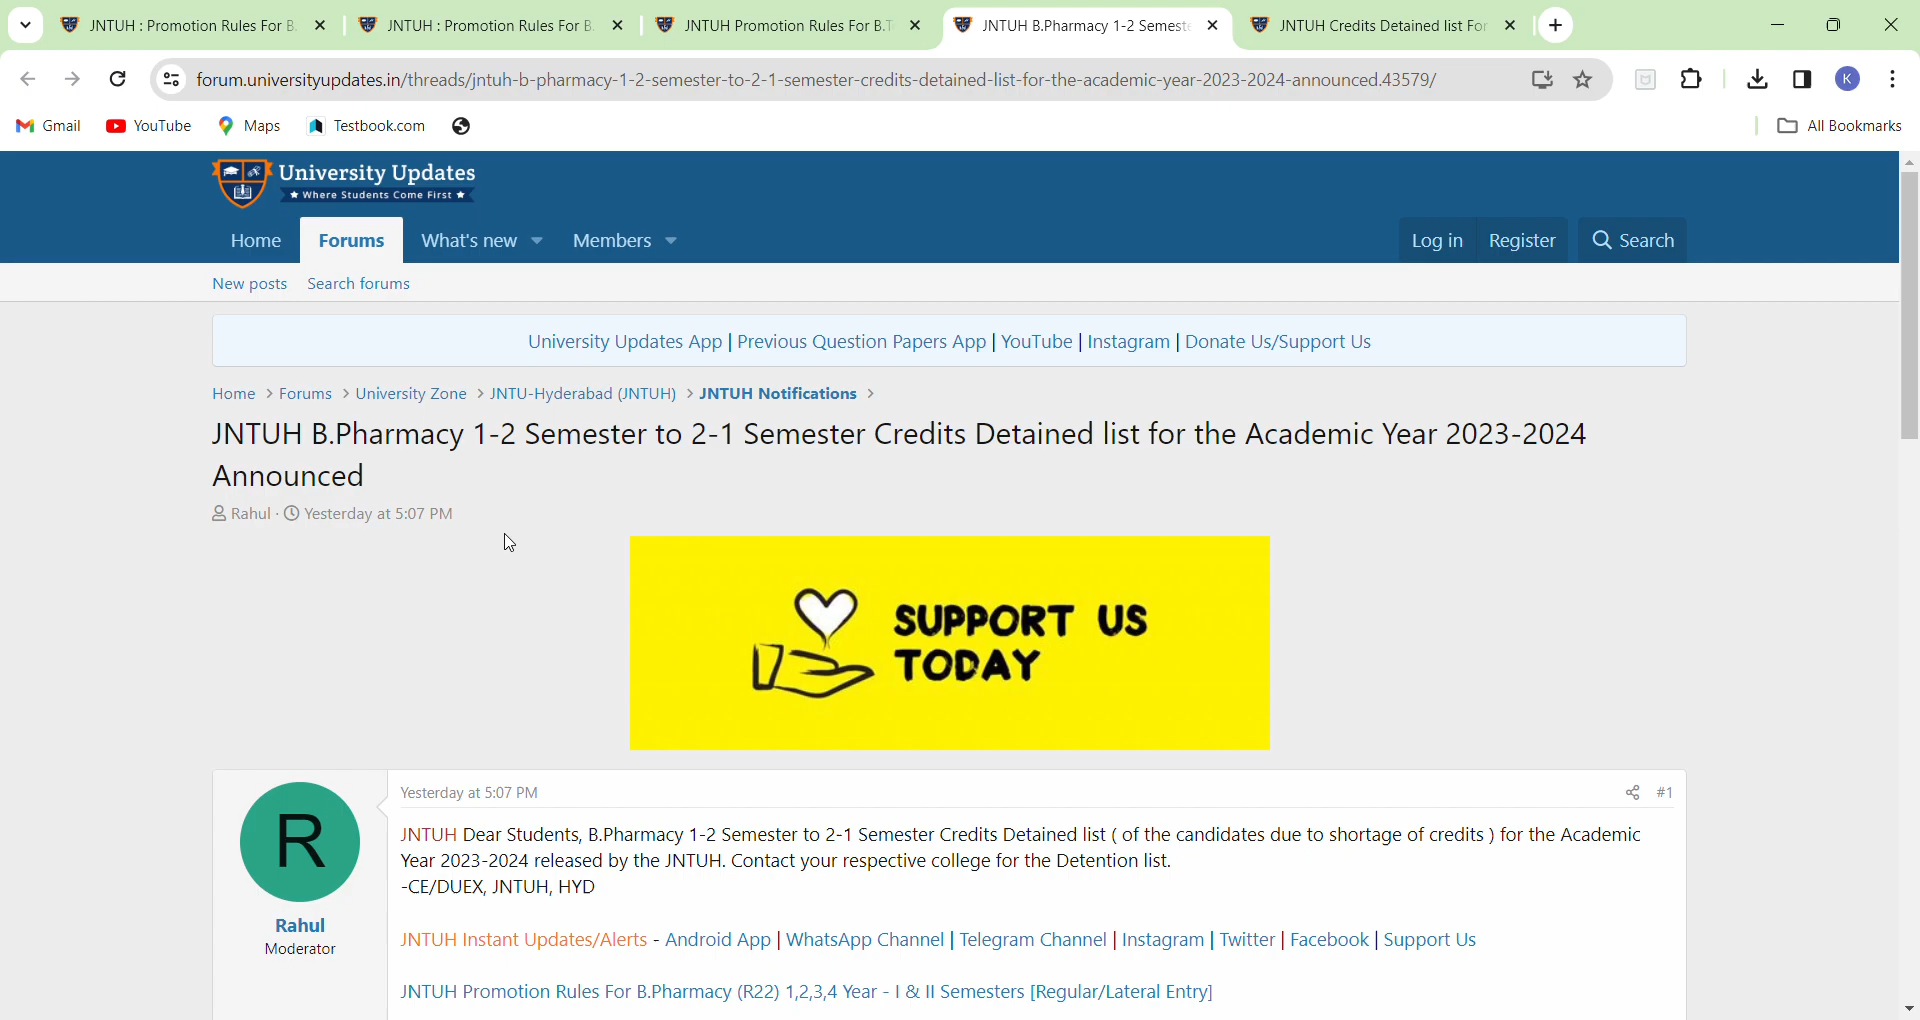 JNTUH : Promotion Rules For B.
JNTUH : Promotion Rules For B.
JNTUH Promotion Rules For B.T
JNTUH B.Pharmacy 1-2 Semeste
JNTUH Credits Detained list For
forum.universityupdates.in/threads/jntuh-b-pharmacy-1-2-semester-to-2-1-semester-credits-detained-list-for-the-academic-year-2023-2024-announced.43579/
K
Gmail
YouTube
Maps
Testbook.com
All Bookmarks
University Updates
★ Where Students Come First ★
Home
Forums
What's new
Members
Log in
Register
Search
New posts
Search forums
University Updates App | Previous Question Papers App | YouTube | Instagram | Donate Us/Support Us
Home > Forums > University Zone > JNTU-Hyderabad (JNTUH) > JNTUH Notifications >
JNTUH B.Pharmacy 1-2 Semester to 2-1 Semester Credits Detained list for the Academic Year 2023-2024
Announced
Rahul · Yesterday at 5:07 PM
SUPPORT US
TODAY
R
Rahul
Moderator
Yesterday at 5:07 PM
#1
JNTUH Dear Students, B.Pharmacy 1-2 Semester to 2-1 Semester Credits Detained list ( of the candidates due to shortage of credits ) for the Academic
Year 2023-2024 released by the JNTUH. Contact your respective college for the Detention list.
-CE/DUEX, JNTUH, HYD
JNTUH Instant Updates/Alerts - Android App | WhatsApp Channel | Telegram Channel | Instagram | Twitter | Facebook | Support Us
JNTUH Promotion Rules For B.Pharmacy (R22) 1,2,3,4 Year - I & II Semesters [Regular/Lateral Entry]